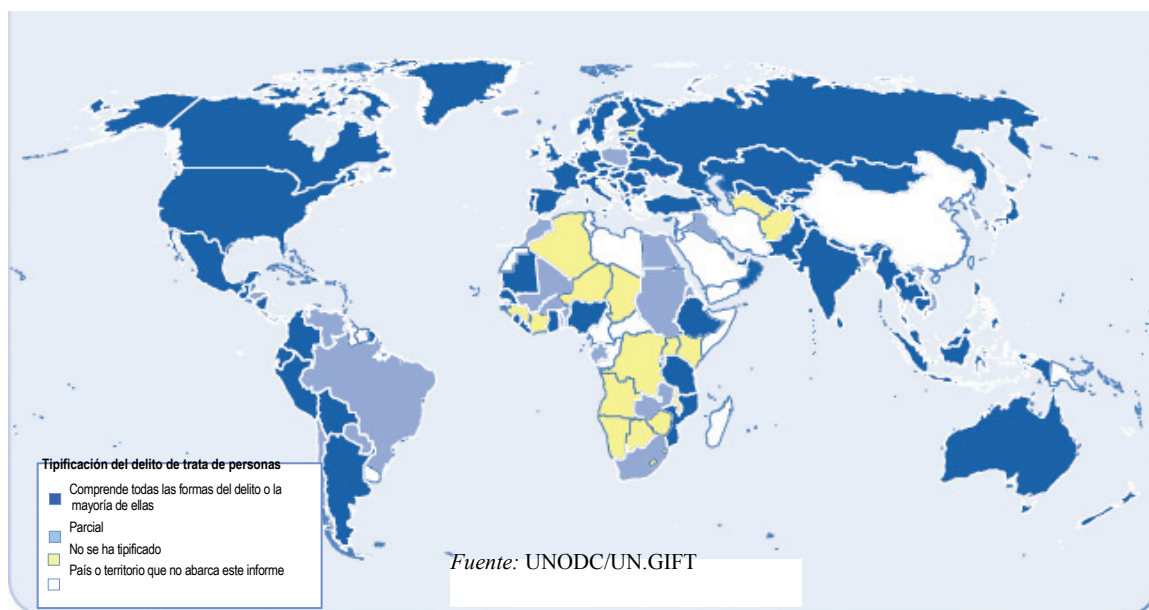 Tipificación del delito de trata de personas
Comprende todas las formas del delito o la
mayoría de ellas
Parcial
No se ha tipificado
País o territorio que no abarca este informe
Fuente: UNODC/UN.GIFT